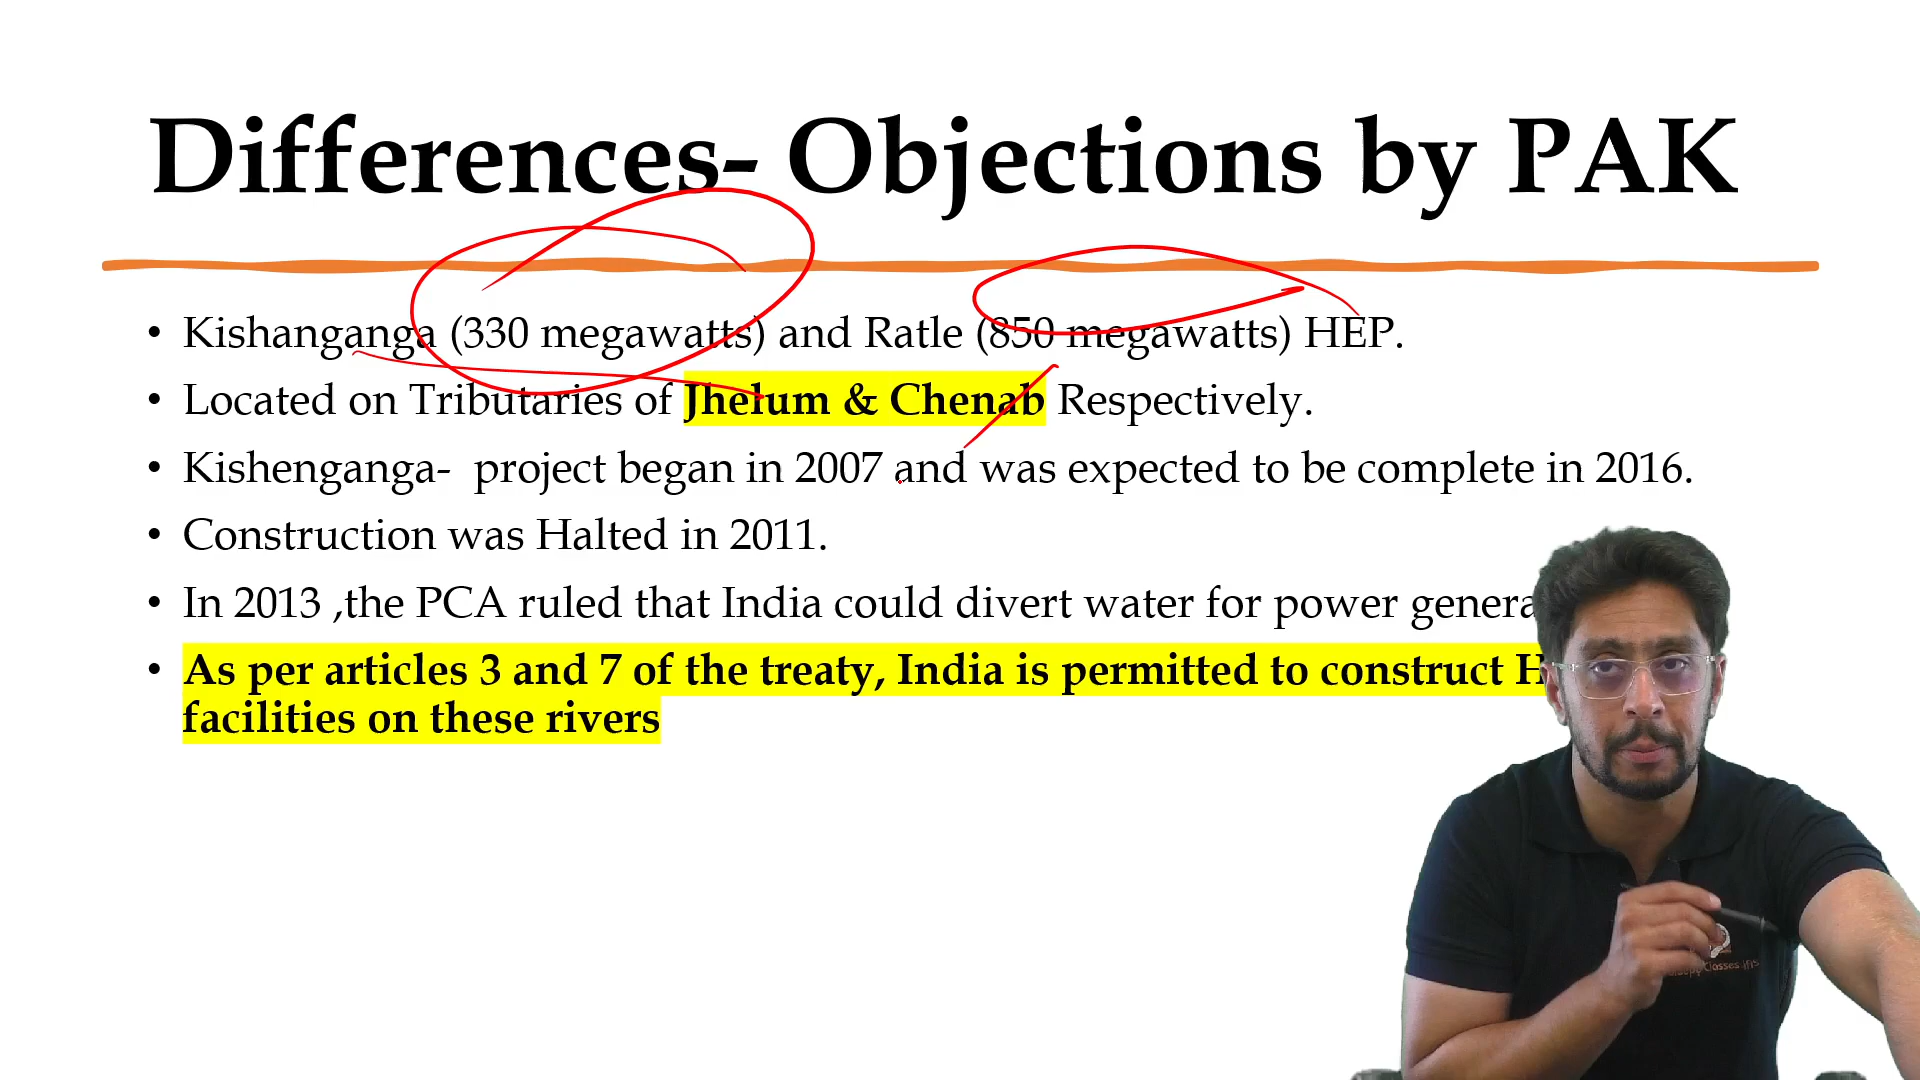 Differences- Objections by PAK
• Kishanganga (330 megawatts) and Ratle (850 megawatts) HEP.
• Located on Tributaries of Jhelum & Chenab Respectively.
• Kishenganga- project began in 2007 and was expected to be complete in 2016.
• Construction was Halted in 2011.
• In 2013 ,the PCA ruled that India could divert water for power
• As per articles 3 and 7 of the treaty, India is permitted to construct
facilities on these rivers